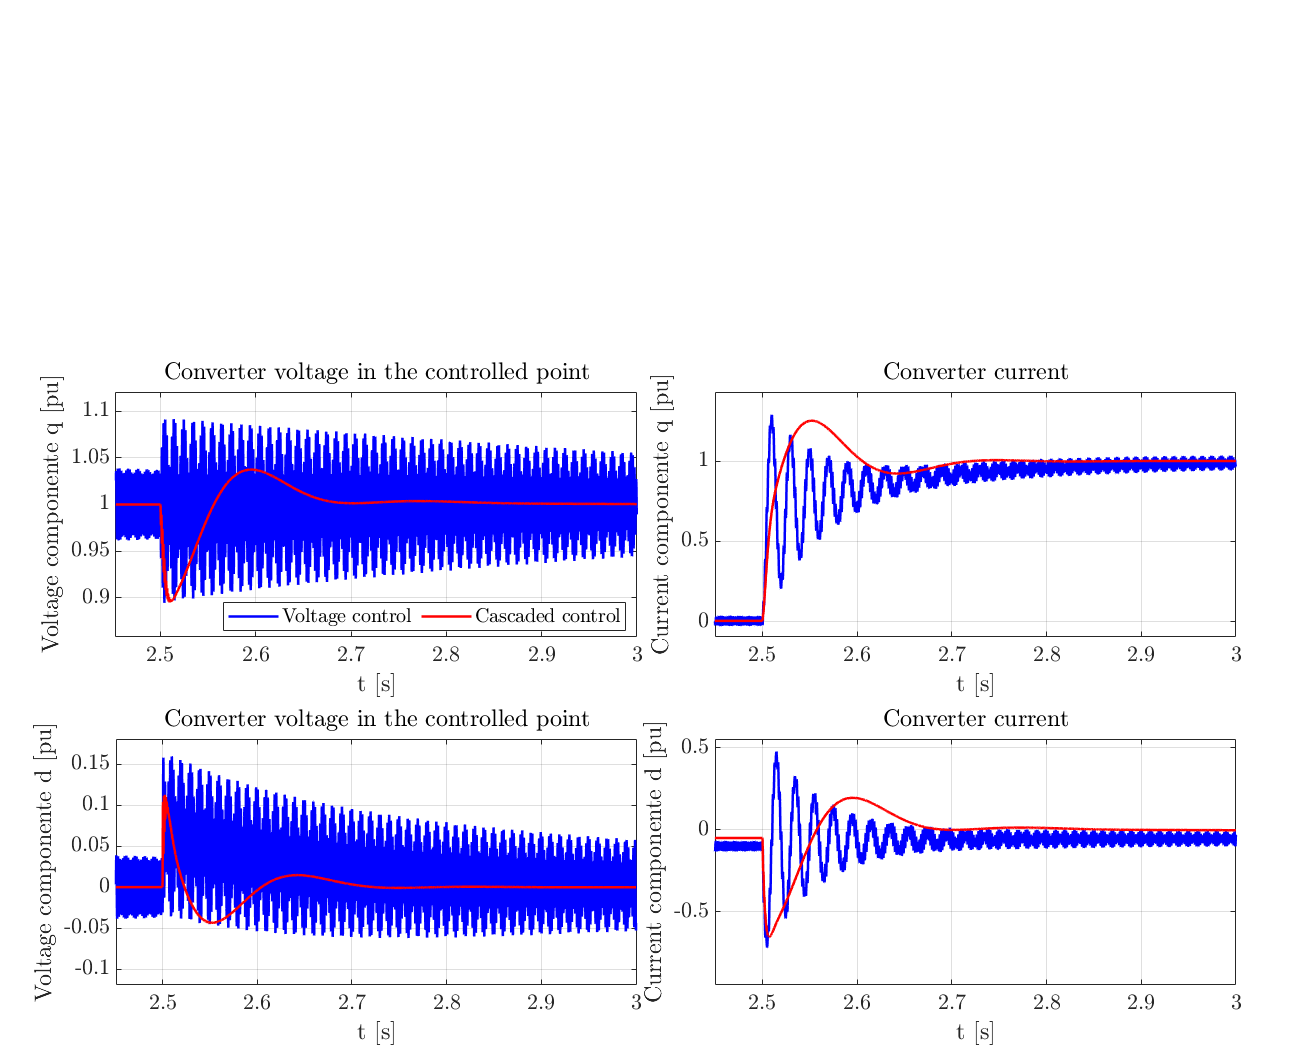 Converter voltage in the controlled point
Voltage componente q [pu]
1.1
1.05
1
0.95
0.9
Voltage control
Cascaded control
2.5 2.6 2.7 2.8 2.9 3
t [s]
Converter current
Current componente q [pu]
1
0.5
0
2.5 2.6 2.7 2.8 2.9 3
t [s]
Converter voltage in the controlled point
Voltage componente d [pu]
0.15
0.1
0.05
0
-0.05
-0.1
2.5 2.6 2.7 2.8 2.9 3
t [s]
Converter current
Current componente d [pu]
0.5
0
-0.5
2.5 2.6 2.7 2.8 2.9 3
t [s]